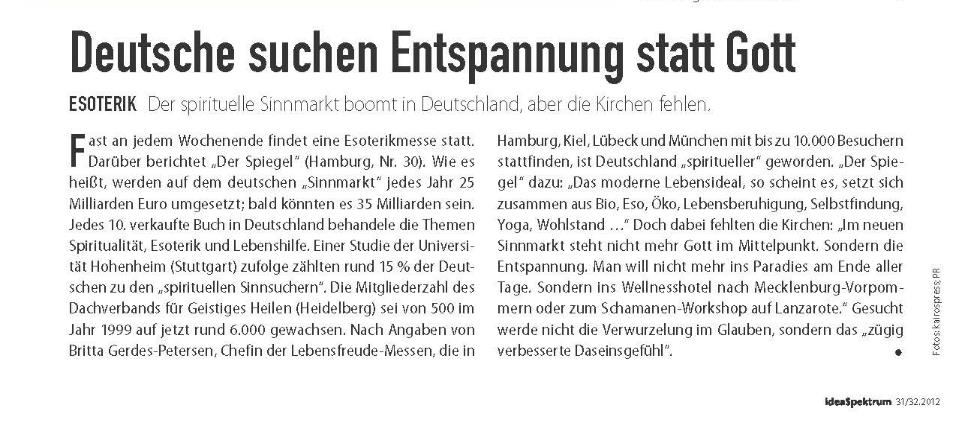 Deutsche suchen Entspannung statt Gott
ESOTERIK Der spirituelle Sinnmarkt boomt in Deutschland, aber die Kirchen fehlen.
Fast an jedem Wochenende findet eine Esoterikmesse statt.
Darüber berichtet „Der Spiegel“ (Hamburg, Nr. 30). Wie es
heißt, werden auf dem deutschen „Sinnmarkt“ jedes Jahr 25
Milliarden Euro umgesetzt; bald könnten es 35 Milliarden sein.
Jedes 10. verkaufte Buch in Deutschland behandele die Themen
Spiritualität, Esoterik und Lebenshilfe. Einer Studie der Universi-
tät Hohenheim (Stuttgart) zufolge zählten rund 15 % der Deut-
schen zu den „spirituellen Sinnsuchern“. Die Mitgliederzahl des
Dachverbands für Geistiges Heilen (Heidelberg) sei von 500 im
Jahr 1999 auf jetzt rund 6.000 gewachsen. Nach Angaben von
Britta Gerdes-Petersen, Chefin der Lebensfreude-Messen, die in
Hamburg, Kiel, Lübeck und München mit bis zu 10.000 Besuchern
stattfinden, ist Deutschland „spiritueller“ geworden. „Der Spie-
gel“ dazu: „Das moderne Lebensideal, so scheint es, setzt sich
zusammen aus Bio, Eso, Öko, Lebensberuhigung, Selbstfindung,
Yoga, Wohlstand …“ Doch dabei fehlten die Kirchen: „Im neuen
Sinnmarkt steht nicht mehr Gott im Mittelpunkt. Sondern die
Entspannung. Man will nicht mehr ins Paradies am Ende aller
Tage. Sondern ins Wellnesshotel nach Mecklenburg-Vorpom-
mern oder zum Schamanen-Workshop auf Lanzarote.“ Gesucht
werde nicht die Verwurzelung im Glauben, sondern das „zügig
verbesserte Daseinsgefühl“.
Fotos: kairospress; PR
ideaSpektrum 31/32.2012